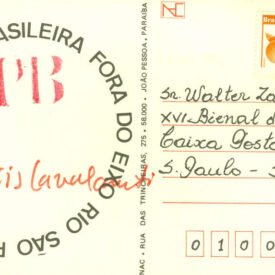 ASILEIRA FORA DO EIXO RIO SÃO P
PB
is Cavalcanti
NAC • RUA DAS TRINCHEIRAS, 275 • 58.000 • JOÃO PESSOA, PARAÍBA
Sr. Walter Za
XVI Bienal d
Caixa Posta
S. Paulo - S
0 1 0 0